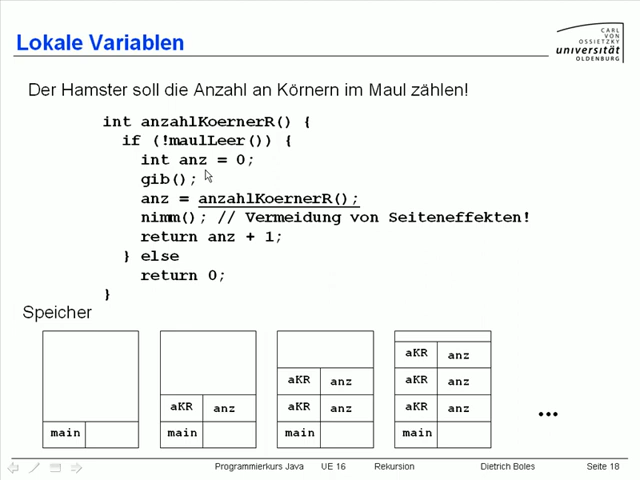 Lokale Variablen
CARL
VON
OSSIETZKY
universität
OLDENBURG
Der Hamster soll die Anzahl an Körnern im Maul zählen!
int anzahlKoernerR() {
if (!maulLeer()) {
int anz = 0;
gib();
anz = anzahlKoernerR();
nimm(); // Vermeidung von Seiteneffekten!
return anz + 1;
} else
return 0;
}
Speicher
main
aKR anz
main
aKR anz
aKR anz
main
aKR anz
aKR anz
aKR anz
main
...
Programmierkurs Java UE 16 Rekursion Dietrich Boles Seite 18